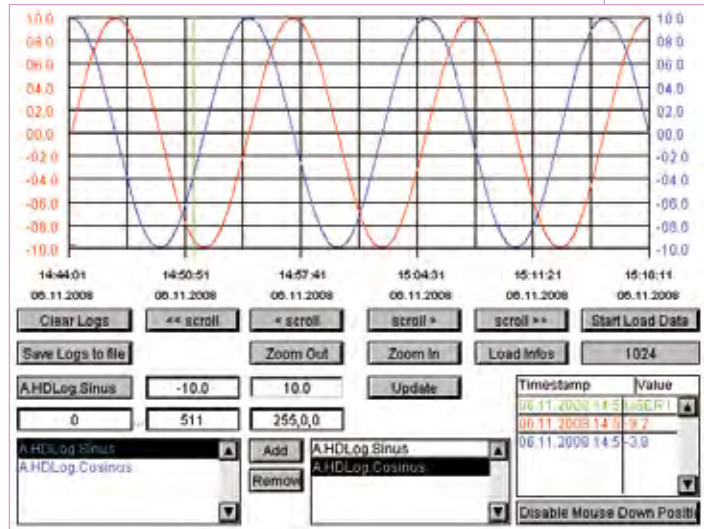 10.0 10.0
08.0 08.0
06.0 06.0
04.0 04.0
02.0 02.0
00.0 00.0
-02.0 -02.0
-04.0 -04.0
-06.0 -06.0
-08.0 -08.0
-10.0 -10.0
14:44:01 14:50:51 14:57:41 15:04:31 15:11:21 15:18:11
06.11.2008 06.11.2008 06.11.2008 06.11.2008 06.11.2008 06.11.2008
Clear Logs << scroll < scroll scroll > scroll >> Start Load Data
Save Logs to file Zoom Out Zoom In Load Infos 1024
A.HDLog.Sinus -10.0 10.0 Update
0 ... 511 255,0,0
Timestamp Value
06.11.2008 14:5 USER I
06.11.2008 14:5 -9.2
06.11.2008 14:5 -3.8
A.HDLog.Sinus
A.HDLog.Cosinus
Add
Remov
A.HDLog.Sinus
A.HDLog.Cosinus
Disable Mouse Down Positi